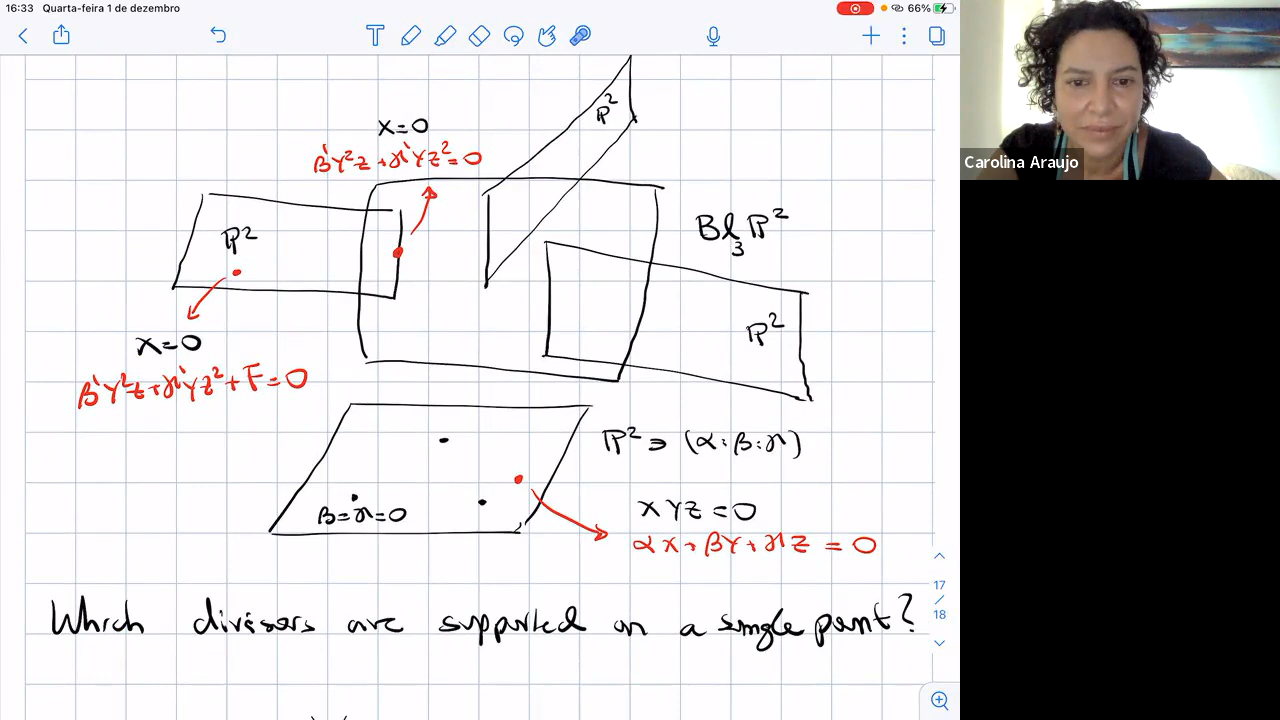 16:33 Quarta-feira 1 de dezembro
66%
Carolina Araujo
P²
x=0
β'Y²Z+γ'YZ²=0
P²
Bl₃P²
P²
x=0
β'Y²Z+γ'YZ²+F=0
P² ∋ (α:β:γ)
β=γ=0
XYZ=0
αX+βY+γZ=0
17
/
18
Which divisors are supported on a single point?